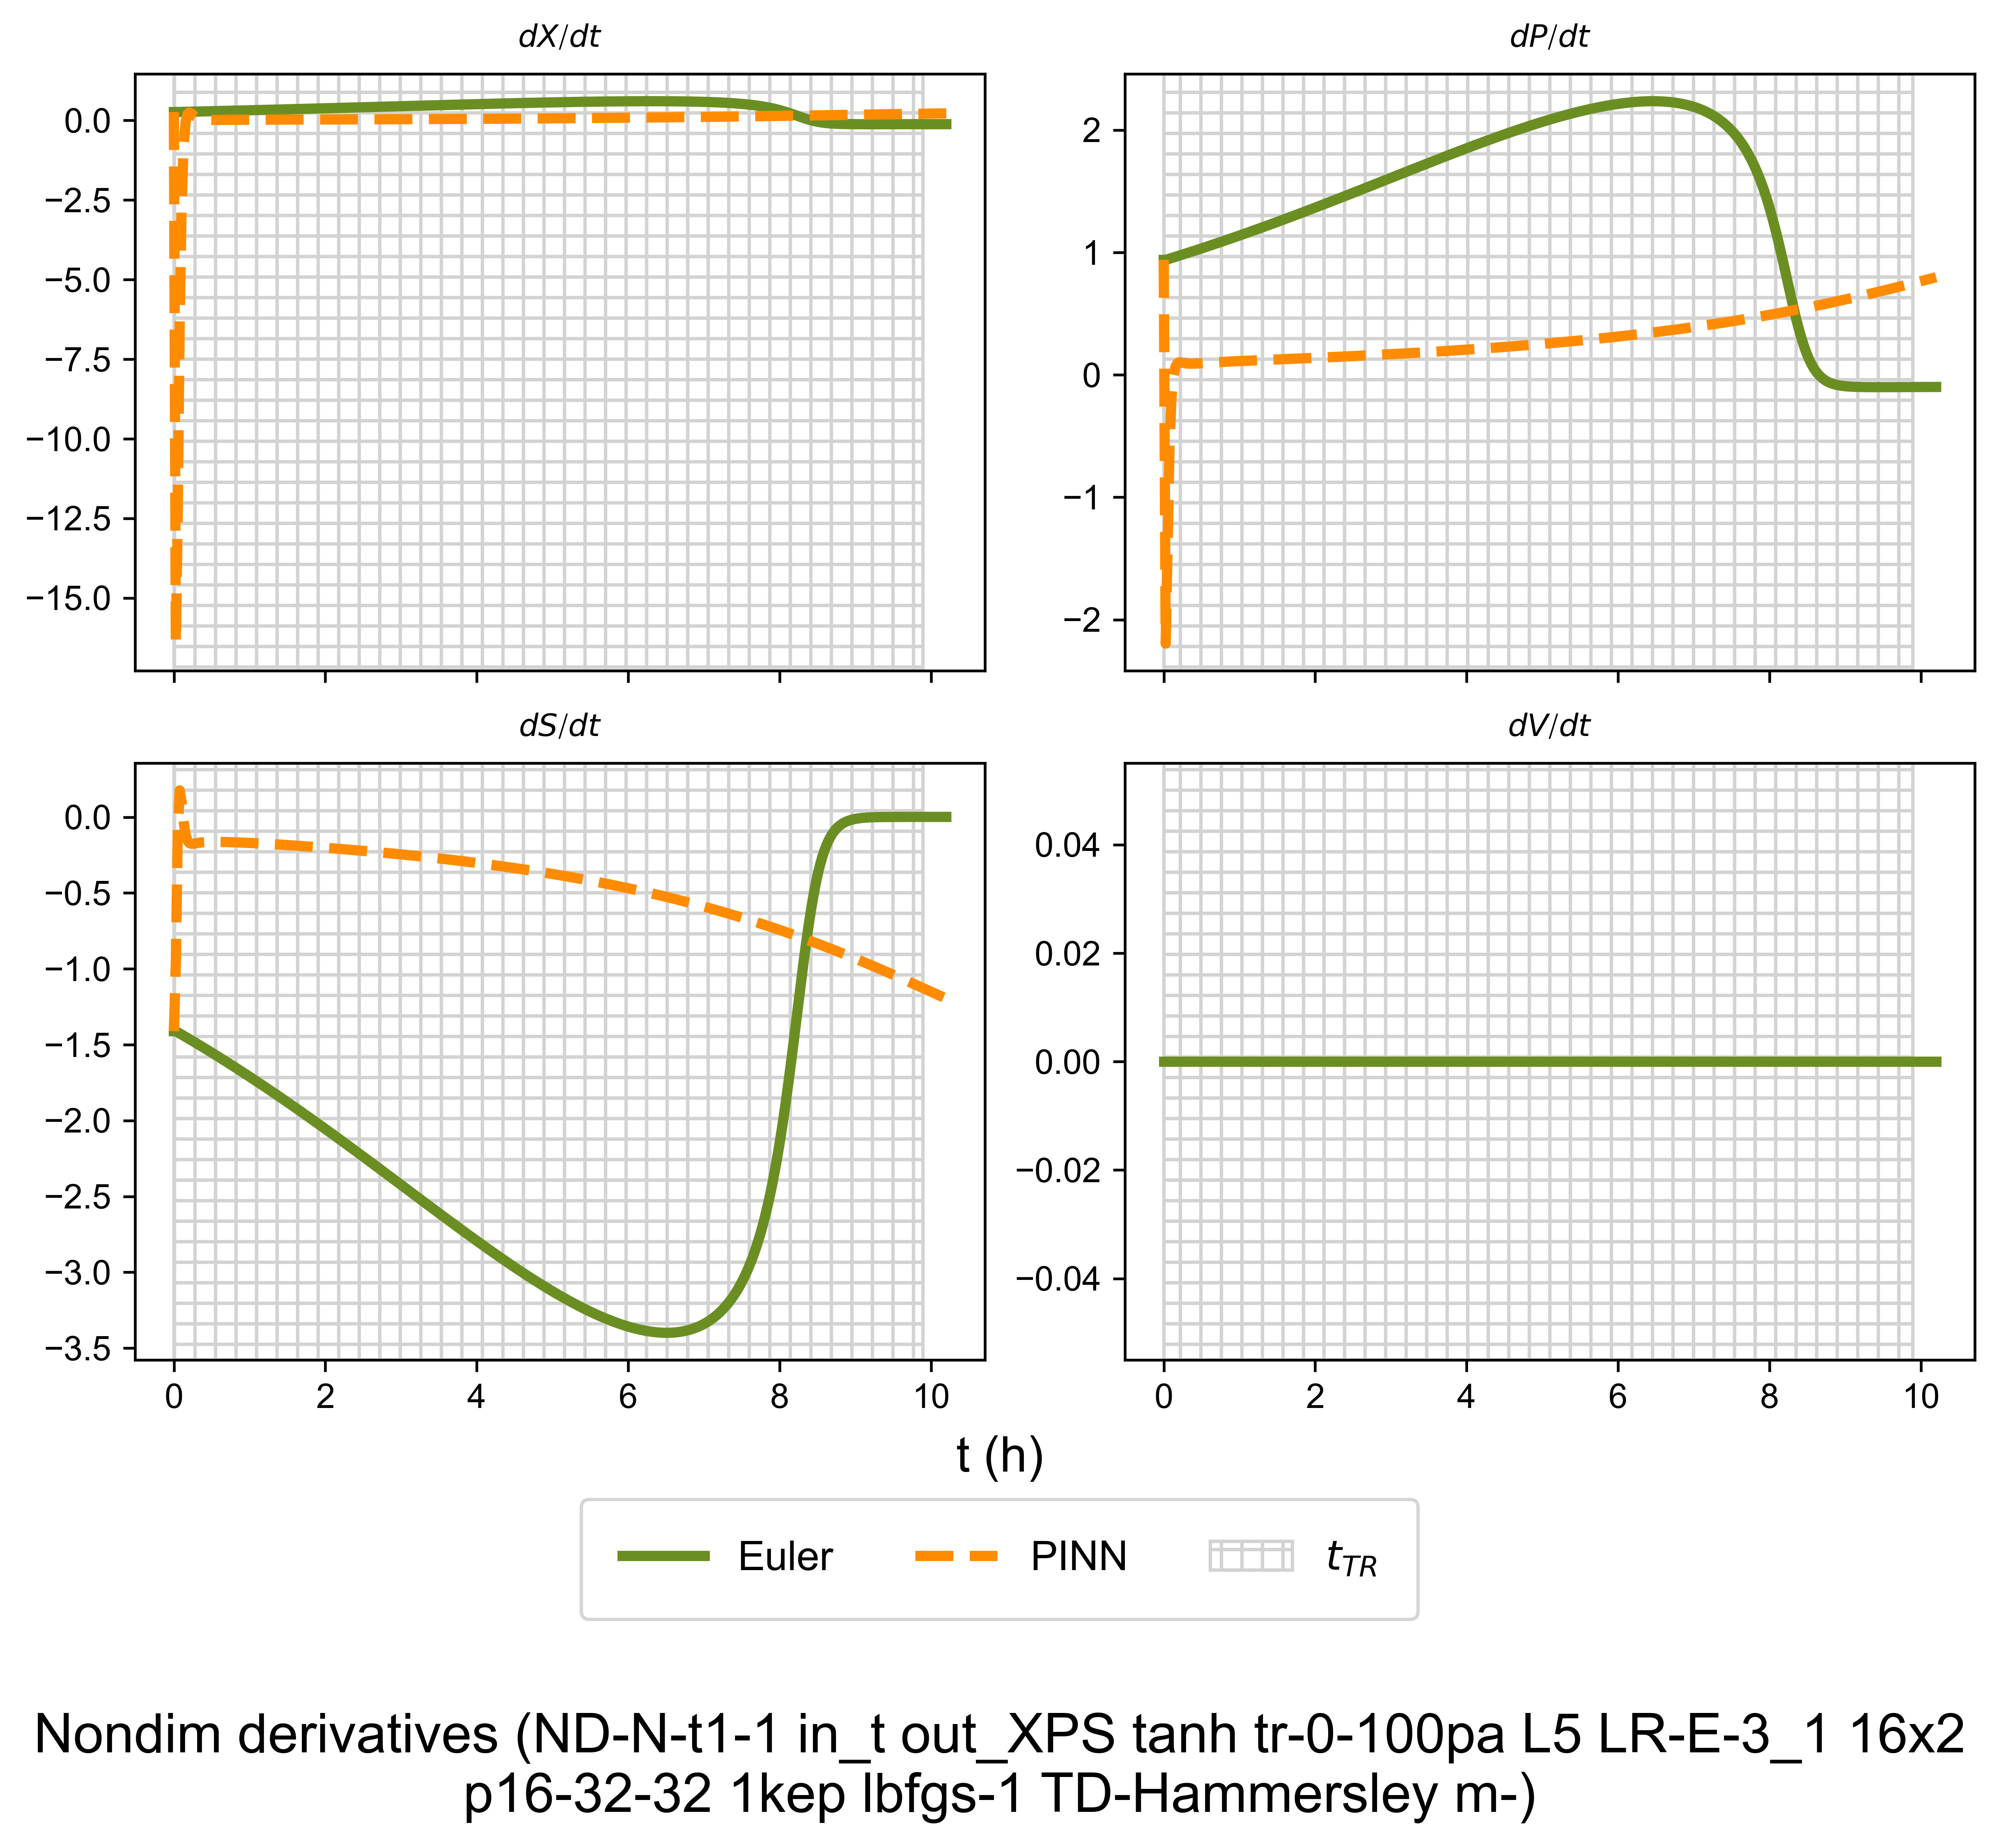 dX/dt
dP/dt
0.0
−2.5
−5.0
−7.5
−10.0
−12.5
−15.0
2
1
0
−1
−2
dS/dt
dV/dt
0.0
−0.5
−1.0
−1.5
−2.0
−2.5
−3.0
−3.5
0 2 4 6 8 10
0.04
0.02
0.00
−0.02
−0.04
0 2 4 6 8 10
t (h)
Euler PINN t_TR
Nondim derivatives (ND-N-t1-1 in_t out_XPS tanh tr-0-100pa L5 LR-E-3_1 16x2
p16-32-32 1kep lbfgs-1 TD-Hammersley m-)